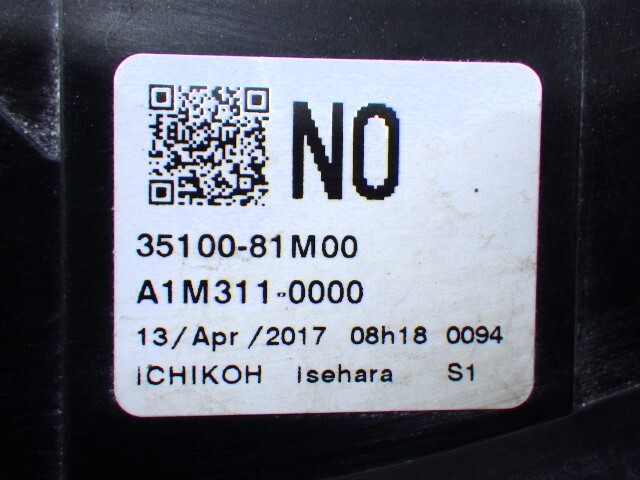 NO
35100-81M00
A1M311-0000
13/Apr/2017 08h18 0094
ICHIKOH Isehara S1